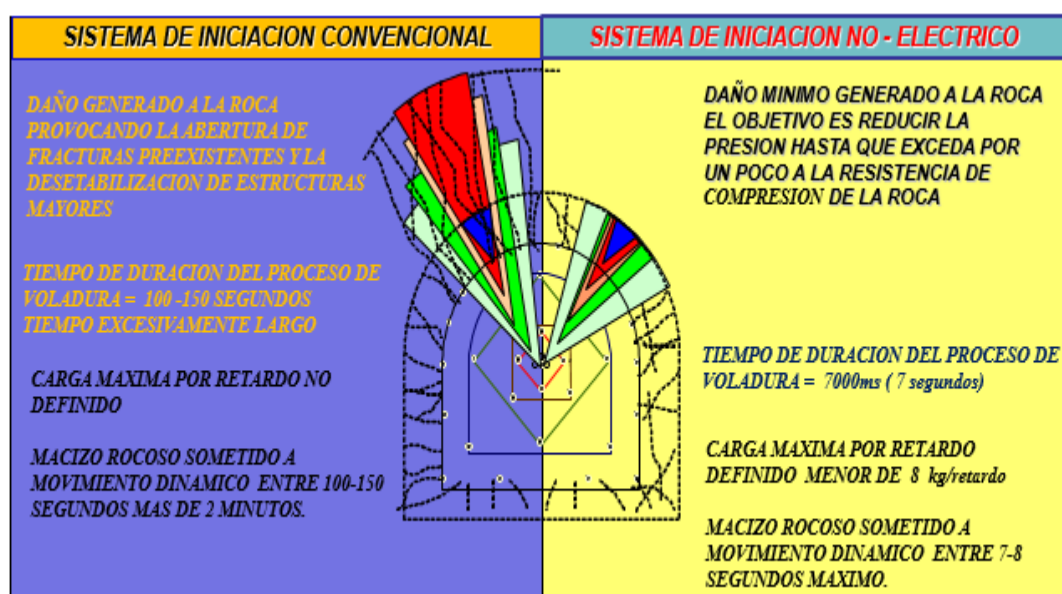 SISTEMA DE INICIACION CONVENCIONAL
DAÑO GENERADO A LA ROCA
PROVOCANDO LA ABERTURA DE
FRACTURAS PREEXISTENTES Y LA
DESETABILIZACION DE ESTRUCTURAS
MAYORES
TIEMPO DE DURACION DEL PROCESO DE
VOLADURA = 100 -150 SEGUNDOS
TIEMPO EXCESIVAMENTE LARGO
CARGA MAXIMA POR RETARDO NO
DEFINIDO
MACIZO ROCOSO SOMETIDO A
MOVIMIENTO DINAMICO ENTRE 100-150
SEGUNDOS MAS DE 2 MINUTOS.
SISTEMA DE INICIACION NO - ELECTRICO
DAÑO MINIMO GENERADO A LA ROCA
EL OBJETIVO ES REDUCIR LA
PRESION HASTA QUE EXCEDA POR
UN POCO A LA RESISTENCIA DE
COMPRESION DE LA ROCA
TIEMPO DE DURACION DEL PROCESO DE
VOLADURA = 7000ms ( 7 segundos)
CARGA MAXIMA POR RETARDO
DEFINIDO MENOR DE 8 kg/retardo
MACIZO ROCOSO SOMETIDO A
MOVIMIENTO DINAMICO ENTRE 7-8
SEGUNDOS MAXIMO.